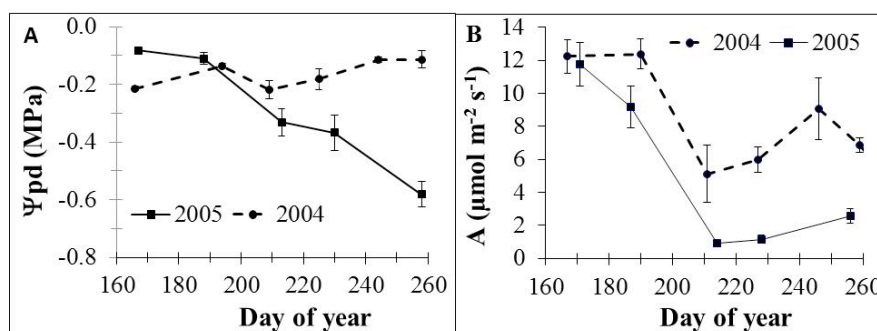 A
Ψpd (MPa)
0.0
-0.2
-0.4
-0.6
-0.8
2005 2004
160 180 200 220 240 260
Day of year
B
A (µmol m⁻² s⁻¹)
14
12
10
8
6
4
2
0
2004 2005
160 180 200 220 240 260
Day of year